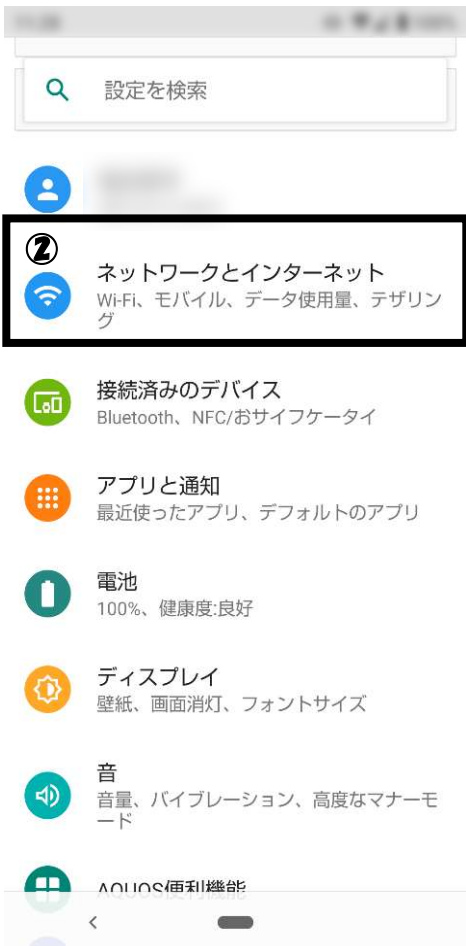 設定を検索
②
ネットワークとインターネット
Wi-Fi、モバイル、データ使用量、テザリン
グ
接続済みのデバイス
Bluetooth、NFC/おサイフケータイ
アプリと通知
最近使ったアプリ、デフォルトのアプリ
電池
100%、健康度:良好
ディスプレイ
壁紙、画面消灯、フォントサイズ
音
音量、バイブレーション、高度なマナーモ
ード
AQUOS便利機能